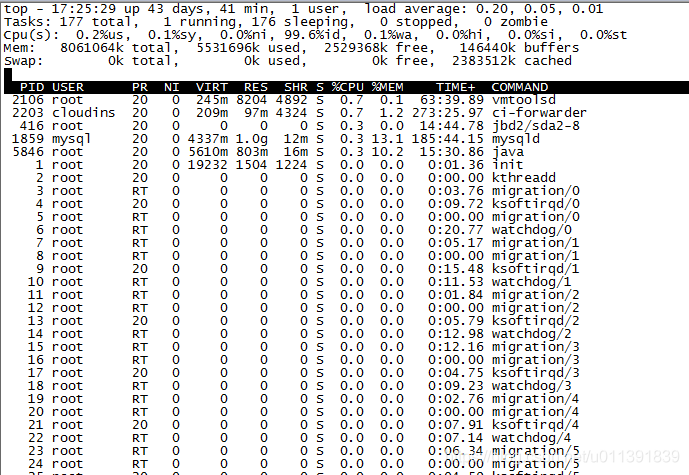 top - 17:25:29 up 43 days, 41 min,  1 user,  load average: 0.20, 0.05, 0.01
Tasks: 177 total,   1 running, 176 sleeping,   0 stopped,   0 zombie
Cpu(s):  0.2%us,  0.1%sy,  0.0%ni, 99.6%id,  0.1%wa,  0.0%hi,  0.0%si,  0.0%st
Mem:   8061064k total,  5531696k used,  2529368k free,   146440k buffers
Swap:        0k total,        0k used,        0k free,  2383512k cached
PID USER      PR  NI  VIRT  RES  SHR S %CPU %MEM    TIME+  COMMAND
2106 root      20   0  245m 8204 4892 S  0.7  0.1  63:39.89 vmtoolsd
2203 cloudins  20   0  209m  97m 4324 S  0.7  1.2 273:25.97 ci-forwarder
416 root      20   0     0    0    0 S  0.3  0.0  14:44.78 jbd2/sda2-8
1859 mysql     20   0 4337m 1.0g  12m S  0.3 13.1 185:44.15 mysqld
5846 root      20   0 5610m 803m  16m S  0.3 10.2  15:30.86 java
1 root      20   0 19232 1504 1224 S  0.0  0.0   0:01.36 init
2 root      20   0     0    0    0 S  0.0  0.0   0:00.00 kthreadd
3 root      RT   0     0    0    0 S  0.0  0.0   0:03.76 migration/0
4 root      20   0     0    0    0 S  0.0  0.0   0:09.72 ksoftirqd/0
5 root      RT   0     0    0    0 S  0.0  0.0   0:00.00 migration/0
6 root      RT   0     0    0    0 S  0.0  0.0   0:20.77 watchdog/0
7 root      RT   0     0    0    0 S  0.0  0.0   0:05.17 migration/1
8 root      RT   0     0    0    0 S  0.0  0.0   0:00.00 migration/1
9 root      20   0     0    0    0 S  0.0  0.0   0:15.48 ksoftirqd/1
10 root      RT   0     0    0    0 S  0.0  0.0   0:11.53 watchdog/1
11 root      RT   0     0    0    0 S  0.0  0.0   0:01.84 migration/2
12 root      RT   0     0    0    0 S  0.0  0.0   0:00.00 migration/2
13 root      20   0     0    0    0 S  0.0  0.0   0:05.79 ksoftirqd/2
14 root      RT   0     0    0    0 S  0.0  0.0   0:12.98 watchdog/2
15 root      RT   0     0    0    0 S  0.0  0.0   0:12.16 migration/3
16 root      RT   0     0    0    0 S  0.0  0.0   0:00.00 migration/3
17 root      20   0     0    0    0 S  0.0  0.0   0:04.75 ksoftirqd/3
18 root      RT   0     0    0    0 S  0.0  0.0   0:09.23 watchdog/3
19 root      RT   0     0    0    0 S  0.0  0.0   0:02.76 migration/4
20 root      RT   0     0    0    0 S  0.0  0.0   0:00.00 migration/4
21 root      20   0     0    0    0 S  0.0  0.0   0:07.91 ksoftirqd/4
22 root      RT   0     0    0    0 S  0.0  0.0   0:07.14 watchdog/4
23 root      RT   0     0    0    0 S  0.0  0.0   0:06.34 migration/5
24 root      RT   0     0    0    0 S  0.0  0.0   0:00.00 migration/5